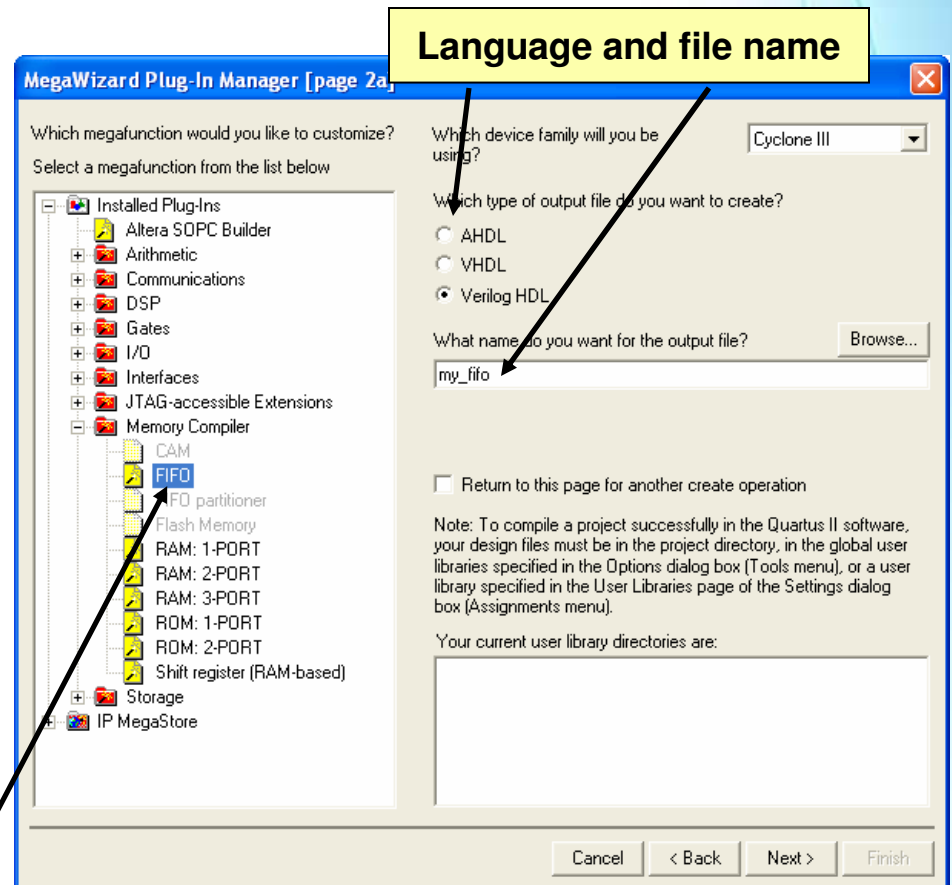 Language and file name
MegaWizard Plug-In Manager [page 2a]
Which megafunction would you like to customize?
Select a megafunction from the list below
Installed Plug-Ins
Altera SOPC Builder
Arithmetic
Communications
DSP
Gates
I/O
Interfaces
JTAG-accessible Extensions
Memory Compiler
CAM
FIFO
FIFO partitioner
Flash Memory
RAM: 1-PORT
RAM: 2-PORT
RAM: 3-PORT
ROM: 1-PORT
ROM: 2-PORT
Shift register (RAM-based)
Storage
IP MegaStore
Which device family will you be
using?
Cyclone III
Which type of output file do you want to create?
AHDL
VHDL
Verilog HDL
What name do you want for the output file?
Browse...
my_fifo
Return to this page for another create operation
Note: To compile a project successfully in the Quartus II software,
your design files must be in the project directory, in the global user
libraries specified in the Options dialog box (Tools menu), or a user
library specified in the User Libraries page of the Settings dialog
box (Assignments menu).
Your current user library directories are:
Cancel
< Back
Next >
Finish